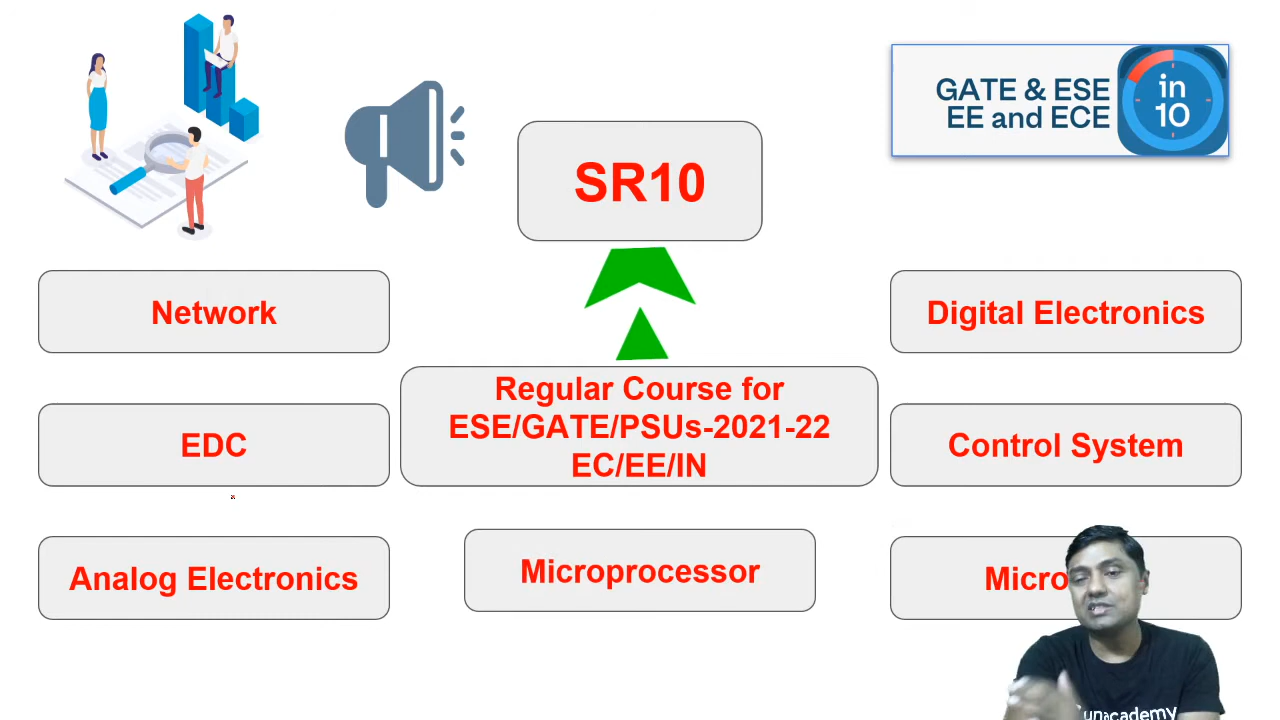 GATE & ESE
EE and ECE
in
10
SR10
Network
Digital Electronics
Regular Course for
ESE/GATE/PSUs-2021-22
EC/EE/IN
EDC
Control System
Analog Electronics
Microprocessor
Micro
unacademy